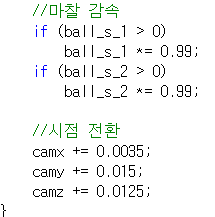 //마찰 감속
if (ball_s_1 > 0)
ball_s_1 *= 0.99;
if (ball_s_2 > 0)
ball_s_2 *= 0.99;
//시점 전환
camx += 0.0035;
camy += 0.015;
camz += 0.0125;
}